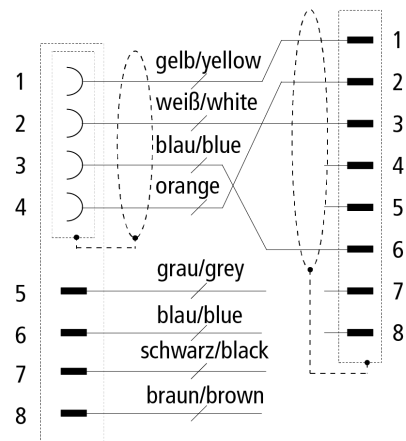 1
2
3
4
5
6
7
8
gelb/yellow
weiß/white
blau/blue
orange
grau/grey
blau/blue
schwarz/black
braun/brown
1
2
3
4
5
6
7
8